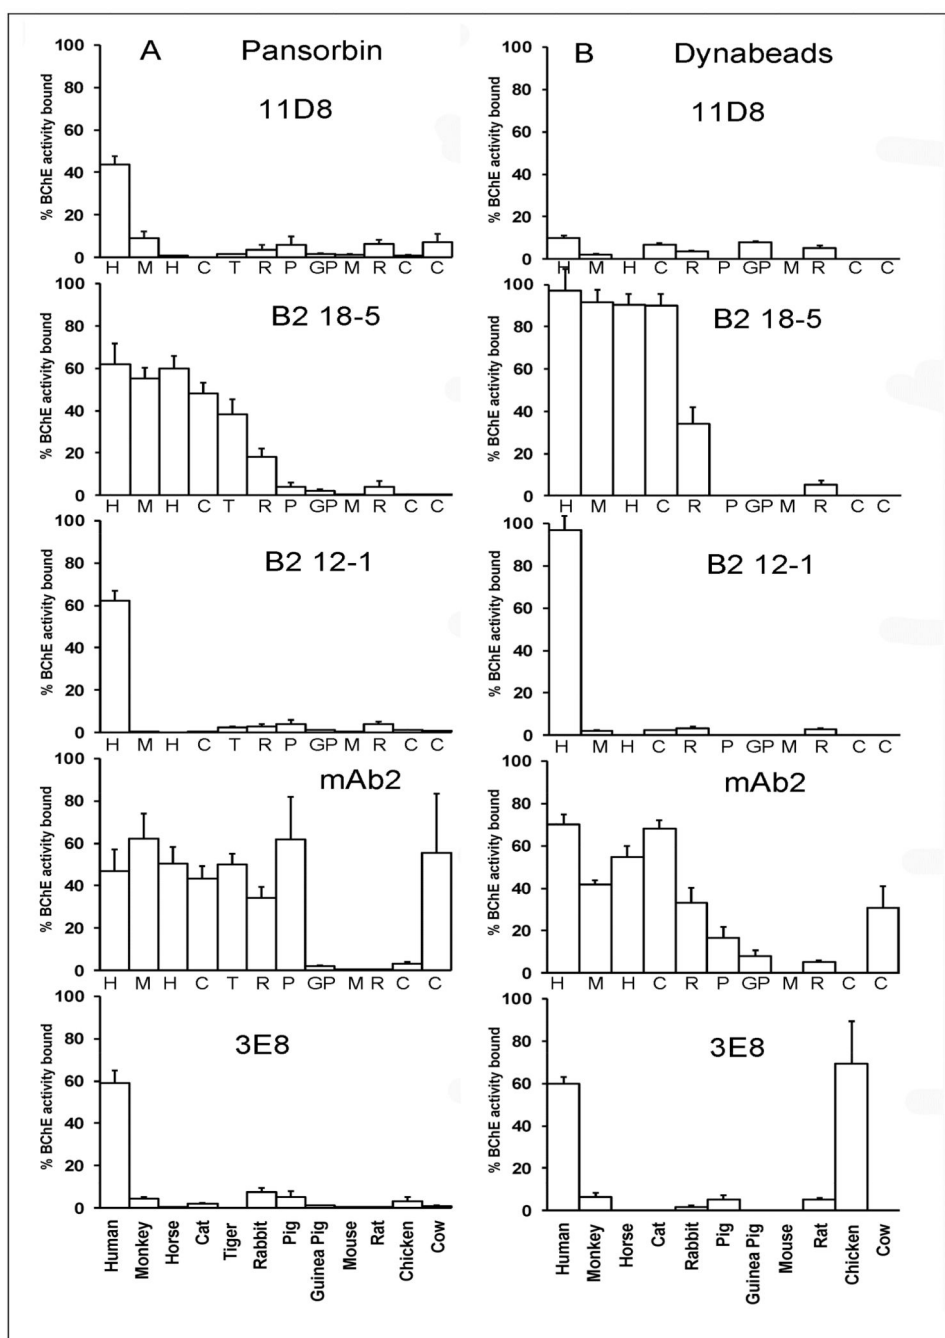 A Pansorbin
11D8
% BChE activity bound
100
80
60
40
20
0
H M H C T R P GP M R C C
B2 18-5
% BChE activity bound
100
80
60
40
20
0
H M H C T R P GP M R C C
B2 12-1
% BChE activity bound
100
80
60
40
20
0
H M H C T R P GP M R C C
mAb2
% BChE activity bound
100
80
60
40
20
0
H M H C T R P GP M R C C
3E8
% BChE activity bound
100
80
60
40
20
0
Human
Monkey
Horse
Cat
Tiger
Rabbit
Pig
Guinea Pig
Mouse
Rat
Chicken
Cow
B Dynabeads
11D8
% BChE activity bound
100
80
60
40
20
0
H M H C R P GP M R C C
B2 18-5
% BChE activity bound
100
80
60
40
20
0
H M H C R P GP M R C C
B2 12-1
% BChE activity bound
100
80
60
40
20
0
H M H C R P GP M R C C
mAb2
% BChE activity bound
100
80
60
40
20
0
H M H C R P GP M R C C
3E8
% BChE activity bound
100
80
60
40
20
0
Human
Monkey
Horse
Cat
Rabbit
Pig
Guinea Pig
Mouse
Rat
Chicken
Cow